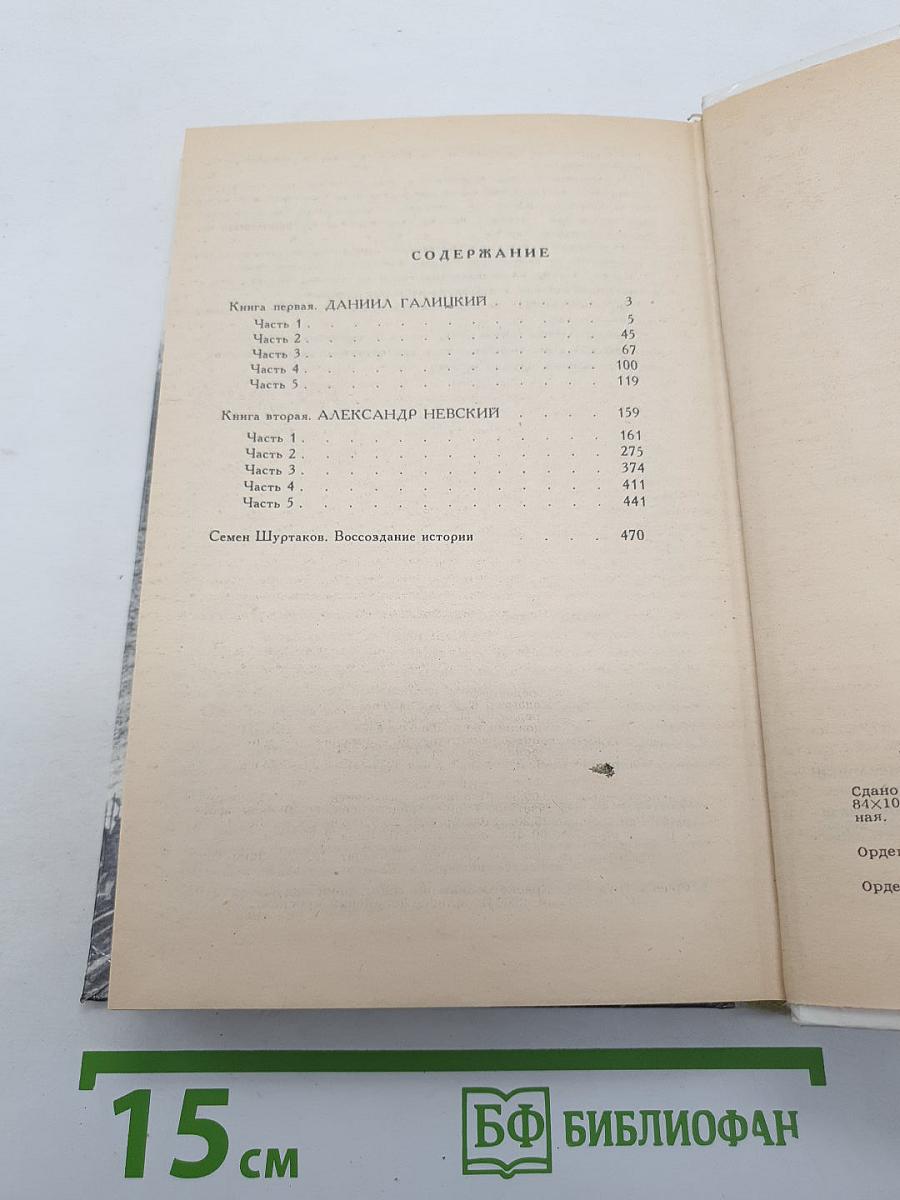 СОДЕРЖАНИЕ
Книга первая. ДАНИИЛ ГАЛИЦКИЙ . . . . . 3
Часть 1 . . . . . . . . . . . . . 5
Часть 2 . . . . . . . . . . . . . 45
Часть 3 . . . . . . . . . . . . . 67
Часть 4 . . . . . . . . . . . . . 100
Часть 5 . . . . . . . . . . . . . 119
Книга вторая. АЛЕКСАНДР НЕВСКИЙ . . . . 159
Часть 1 . . . . . . . . . . . . . 161
Часть 2 . . . . . . . . . . . . . 275
Часть 3 . . . . . . . . . . . . . 374
Часть 4 . . . . . . . . . . . . . 411
Часть 5 . . . . . . . . . . . . . 441
Семен Шуртаков. Воссоздание истории . . . . 470
Сдано
84×10
ная.
15 см
БФ БИБЛИОФАН